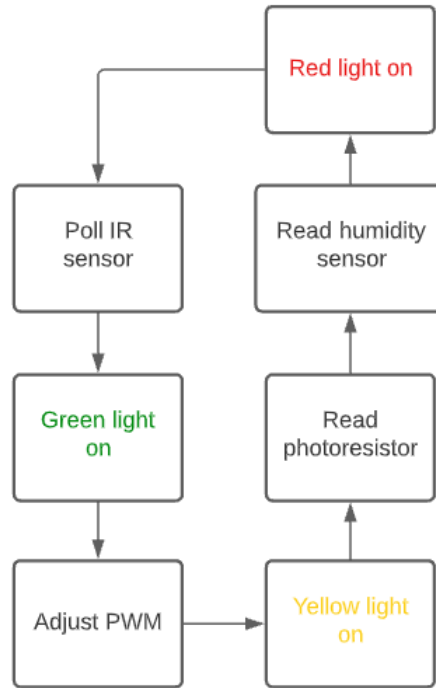 Red light on
Poll IR
sensor
Read humidity
sensor
Green light
on
Read
photoresistor
Adjust PWM
Yellow light
on